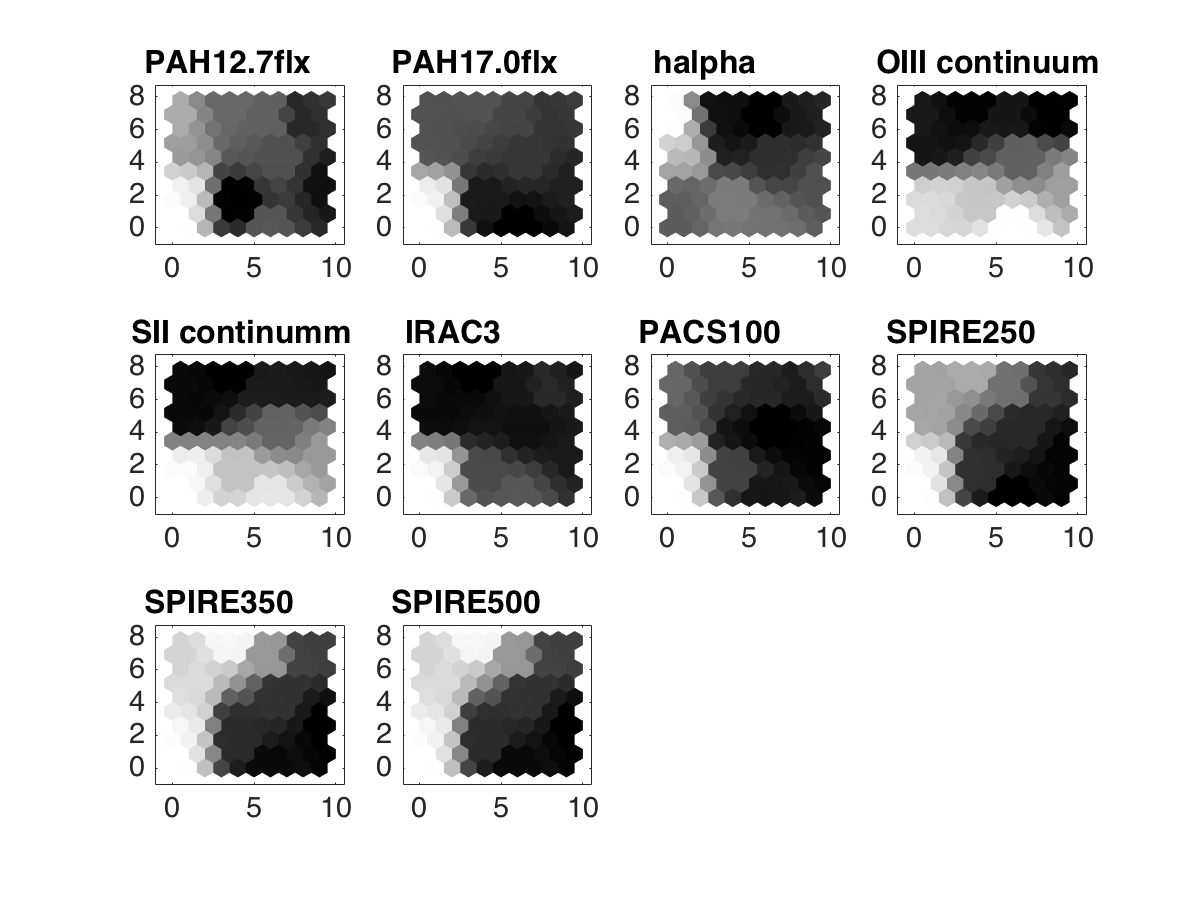 PAH12.7flx PAH17.0flx halpha OIII continuum
8 8 8 8
6 6 6 6
4 4 4 4
2 2 2 2
0 0 0 0
0 5 10 0 5 10 0 5 10 0 5 10
SII continumm IRAC3 PACS100 SPIRE250
8 8 8 8
6 6 6 6
4 4 4 4
2 2 2 2
0 0 0 0
0 5 10 0 5 10 0 5 10 0 5 10
SPIRE350 SPIRE500
8 8
6 6
4 4
2 2
0 0
0 5 10 0 5 10